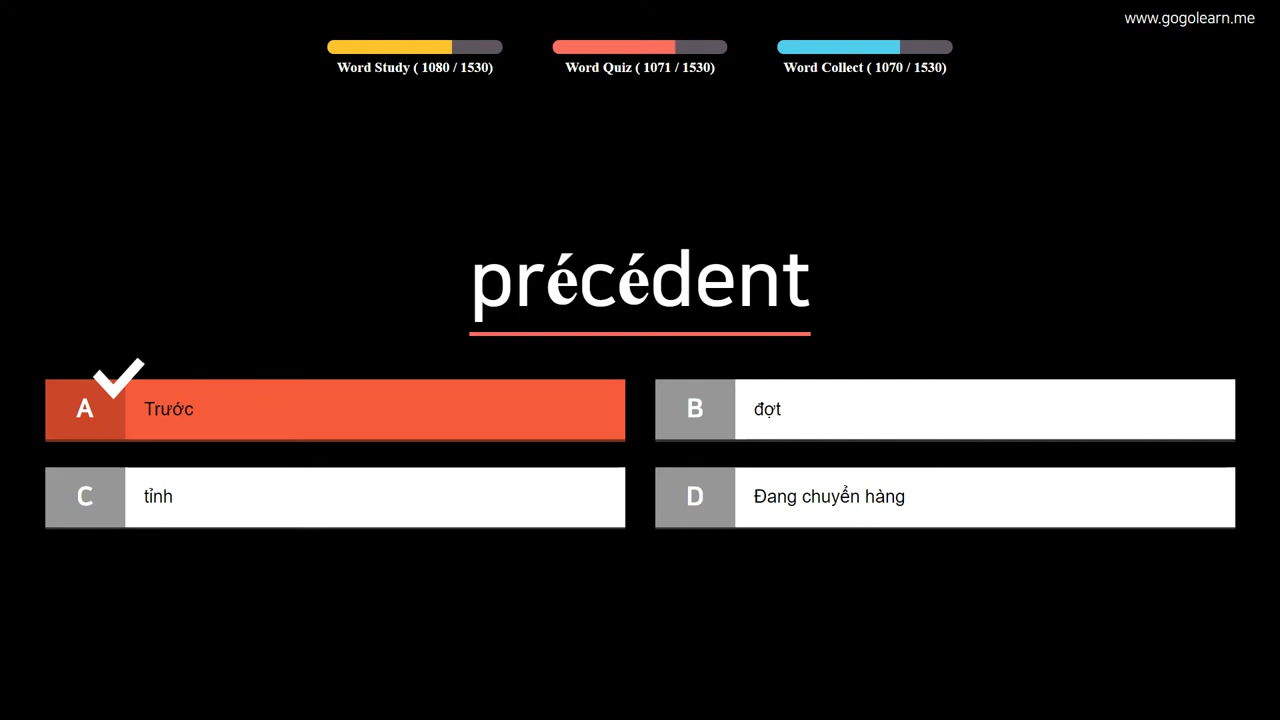 www.gogolearn.me
Word Study ( 1080 / 1530)
Word Quiz ( 1071 / 1530)
Word Collect ( 1070 / 1530)
précédent
A Trước
B đợt
C tỉnh
D Đang chuyển hàng